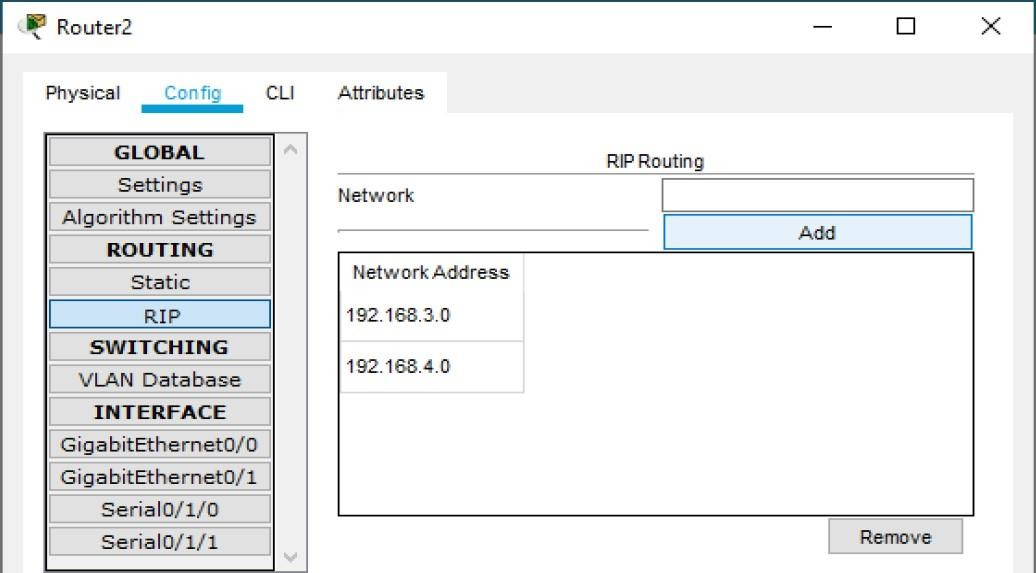 Router2
Physical Config CLI Attributes
GLOBAL
Settings
Algorithm Settings
ROUTING
Static
RIP
SWITCHING
VLAN Database
INTERFACE
GigabitEthernet0/0
GigabitEthernet0/1
Serial0/1/0
Serial0/1/1
RIP Routing
Network
Add
Network Address
192.168.3.0
192.168.4.0
Remove